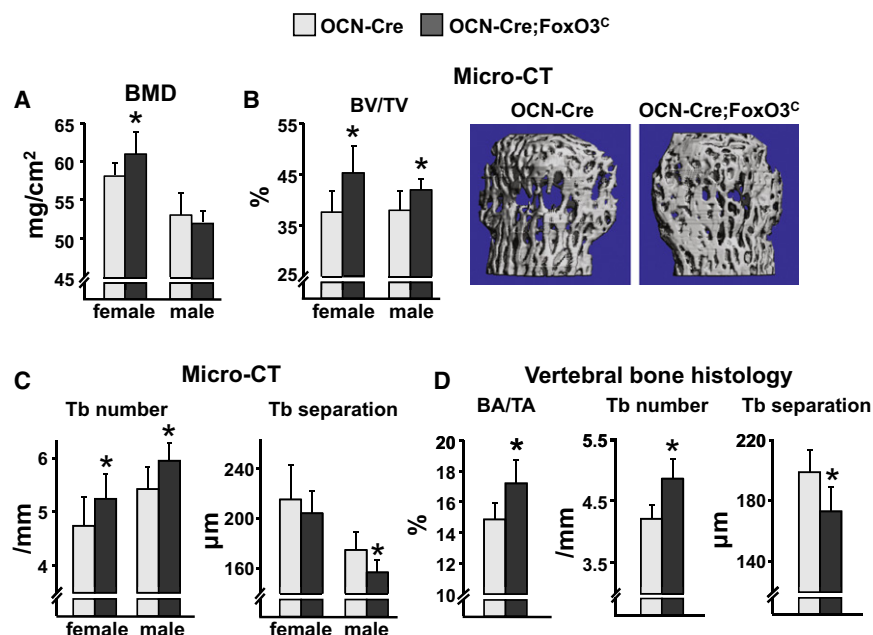 OCN-Cre OCN-Cre;FoxO3ᶜ
A BMD
mg/cm²
65
60
55
50
45
female male
*
B Micro-CT
BV/TV
%
55
45
35
25
female male
* *
OCN-Cre OCN-Cre;FoxO3ᶜ
C Micro-CT
Tb number
/mm
6
5
4
female male
* *
Tb separation
µm
240
200
160
female male
*
D Vertebral bone histology
BA/TA
%
20
18
16
14
12
10
*
Tb number
/mm
5.5
4.5
3.5
*
Tb separation
µm
220
180
140
*